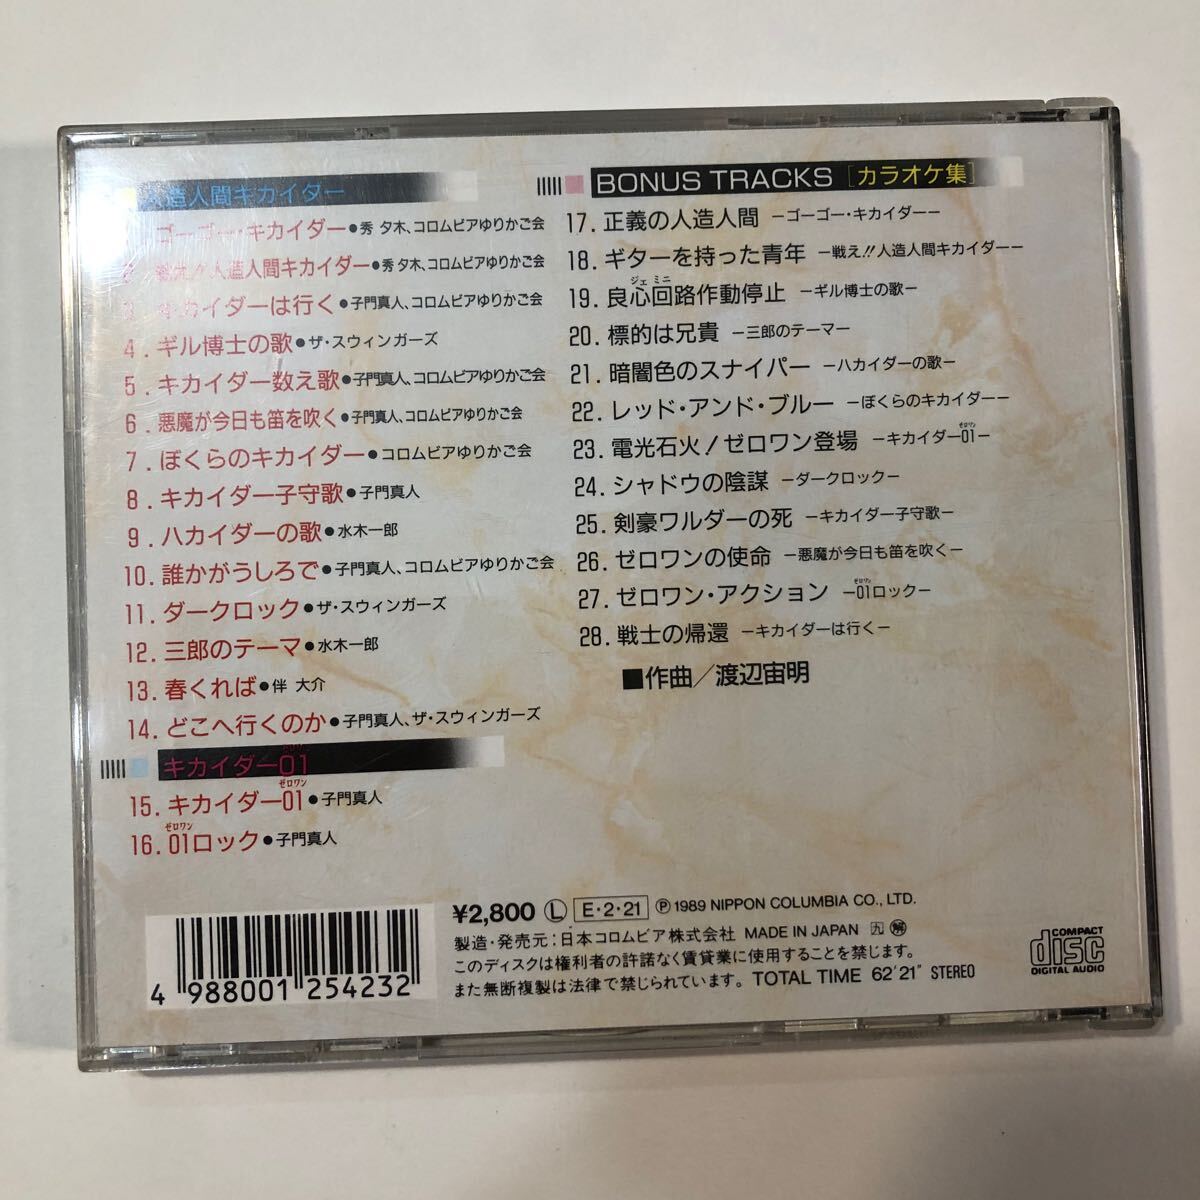 人造人間キカイダー
ゴーゴー・キカイダー●秀 夕木、コロムビアゆりかご会
2. 戦え!!人造人間キカイダー●秀 夕木、コロムビアゆりかご会
3. キカイダーは行く●子門真人、コロムビアゆりかご会
4. ギル博士の歌●ザ・スウィンガーズ
5. キカイダー数え歌●子門真人、コロムビアゆりかご会
6. 悪魔が今日も笛を吹く●子門真人、コロムビアゆりかご会
7. ぼくらのキカイダー●コロムビアゆりかご会
8. キカイダー子守歌●子門真人
9. ハカイダーの歌●水木一郎
10. 誰かがうしろで●子門真人、コロムビアゆりかご会
11. ダークロック●ザ・スウィンガーズ
12. 三郎のテーマ●水木一郎
13. 春くれば●伴 大介
14. どこへ行くのか●子門真人、ザ・スウィンガーズ
ゼロワン
キカイダー01
ゼロワン
15. キカイダー01●子門真人
ゼロワン
16. 01ロック●子門真人
BONUS TRACKS [カラオケ集]
17. 正義の人造人間 −ゴーゴー・キカイダー−
18. ギターを持った青年 −戦え!!人造人間キカイダー−
ジェミニ
19. 良心回路作動停止 −ギル博士の歌−
20. 標的は兄貴 −三郎のテーマ−
21. 暗闇色のスナイパー −ハカイダーの歌−
22. レッド・アンド・ブルー −ぼくらのキカイダー−
ゼロワン
23. 電光石火!ゼロワン登場 −キカイダー01−
24. シャドウの陰謀 −ダークロック−
25. 剣豪ワルダーの死 −キカイダー子守歌−
26. ゼロワンの使命 −悪魔が今日も笛を吹く−
ゼロワン
27. ゼロワン・アクション −01ロック−
28. 戦士の帰還 −キカイダーは行く−
■作曲/渡辺宙明
¥2,800 Ⓛ E・2・21 ℗ 1989 NIPPON COLUMBIA CO., LTD.
製造・発売元:日本コロムビア株式会社 MADE IN JAPAN 九 解
このディスクは権利者の許諾なく賃貸業に使用することを禁じます。
また無断複製は法律で禁じられています。 TOTAL TIME 62′21″ STEREO
4 988001 254232
COMPACT
disc
DIGITAL AUDIO